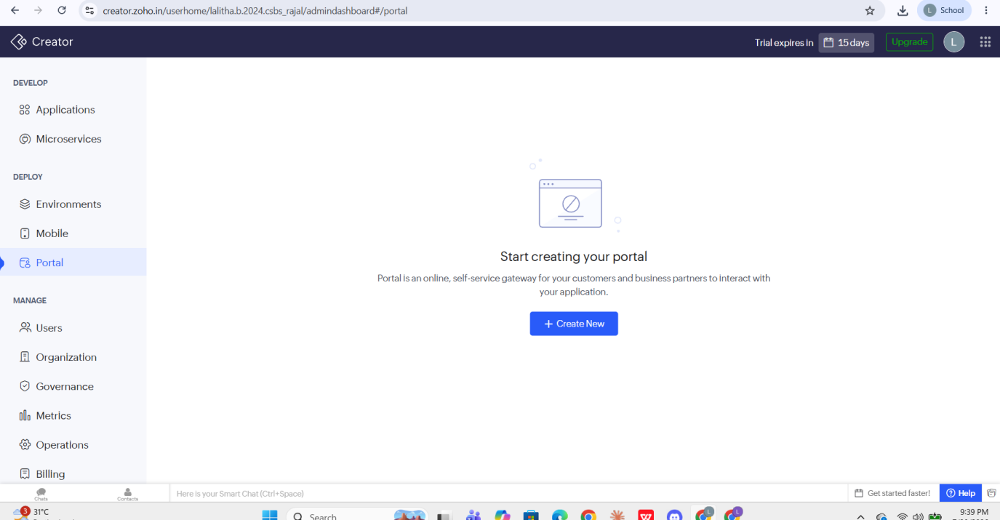 creator.zoho.in/userhome/lalitha.b.2024.csbs_rajal/admindashboard#/portal
L School
Creator
Trial expires in 15 days Upgrade L
DEVELOP
Applications
Microservices
DEPLOY
Environments
Mobile
Portal
MANAGE
Users
Organization
Governance
Metrics
Operations
Billing
Start creating your portal
Portal is an online, self-service gateway for your customers and business partners to interact with
your application.
+ Create New
Chats Contacts Here is your Smart Chat (Ctrl+Space) Get started faster! Help
3 31°C Search L L 9:39 PM